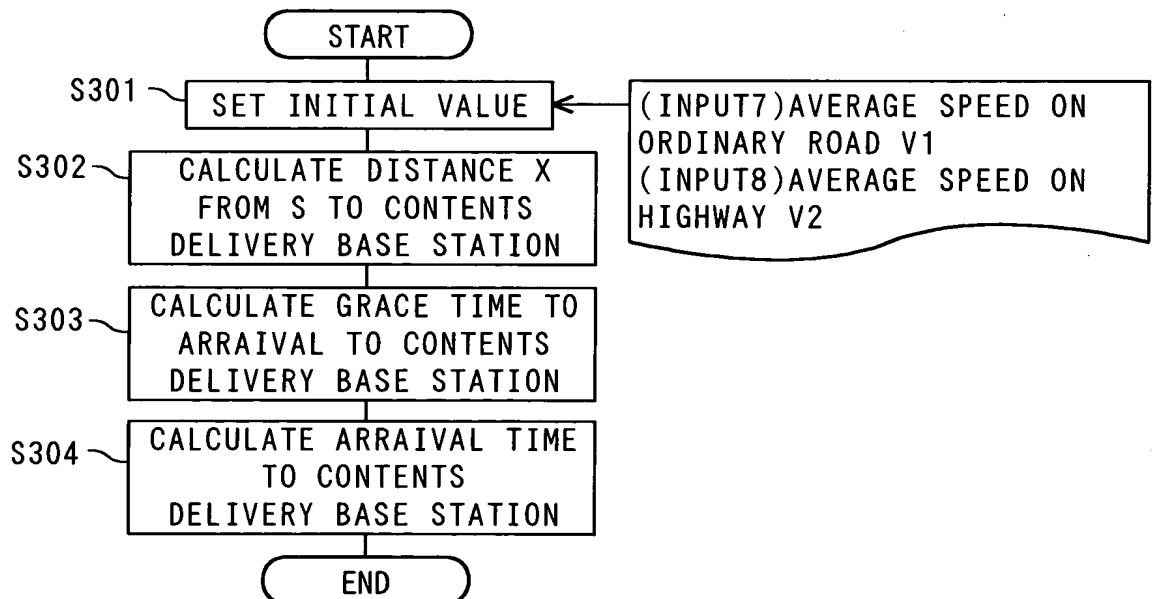 START
S301
SET INITIAL VALUE
(INPUT7)AVERAGE SPEED ON
ORDINARY ROAD V1
(INPUT8)AVERAGE SPEED ON
HIGHWAY V2
S302
CALCULATE DISTANCE X
FROM S TO CONTENTS
DELIVERY BASE STATION
S303
CALCULATE GRACE TIME TO
ARRAIVAL TO CONTENTS
DELIVERY BASE STATION
S304
CALCULATE ARRAIVAL TIME
TO CONTENTS
DELIVERY BASE STATION
END